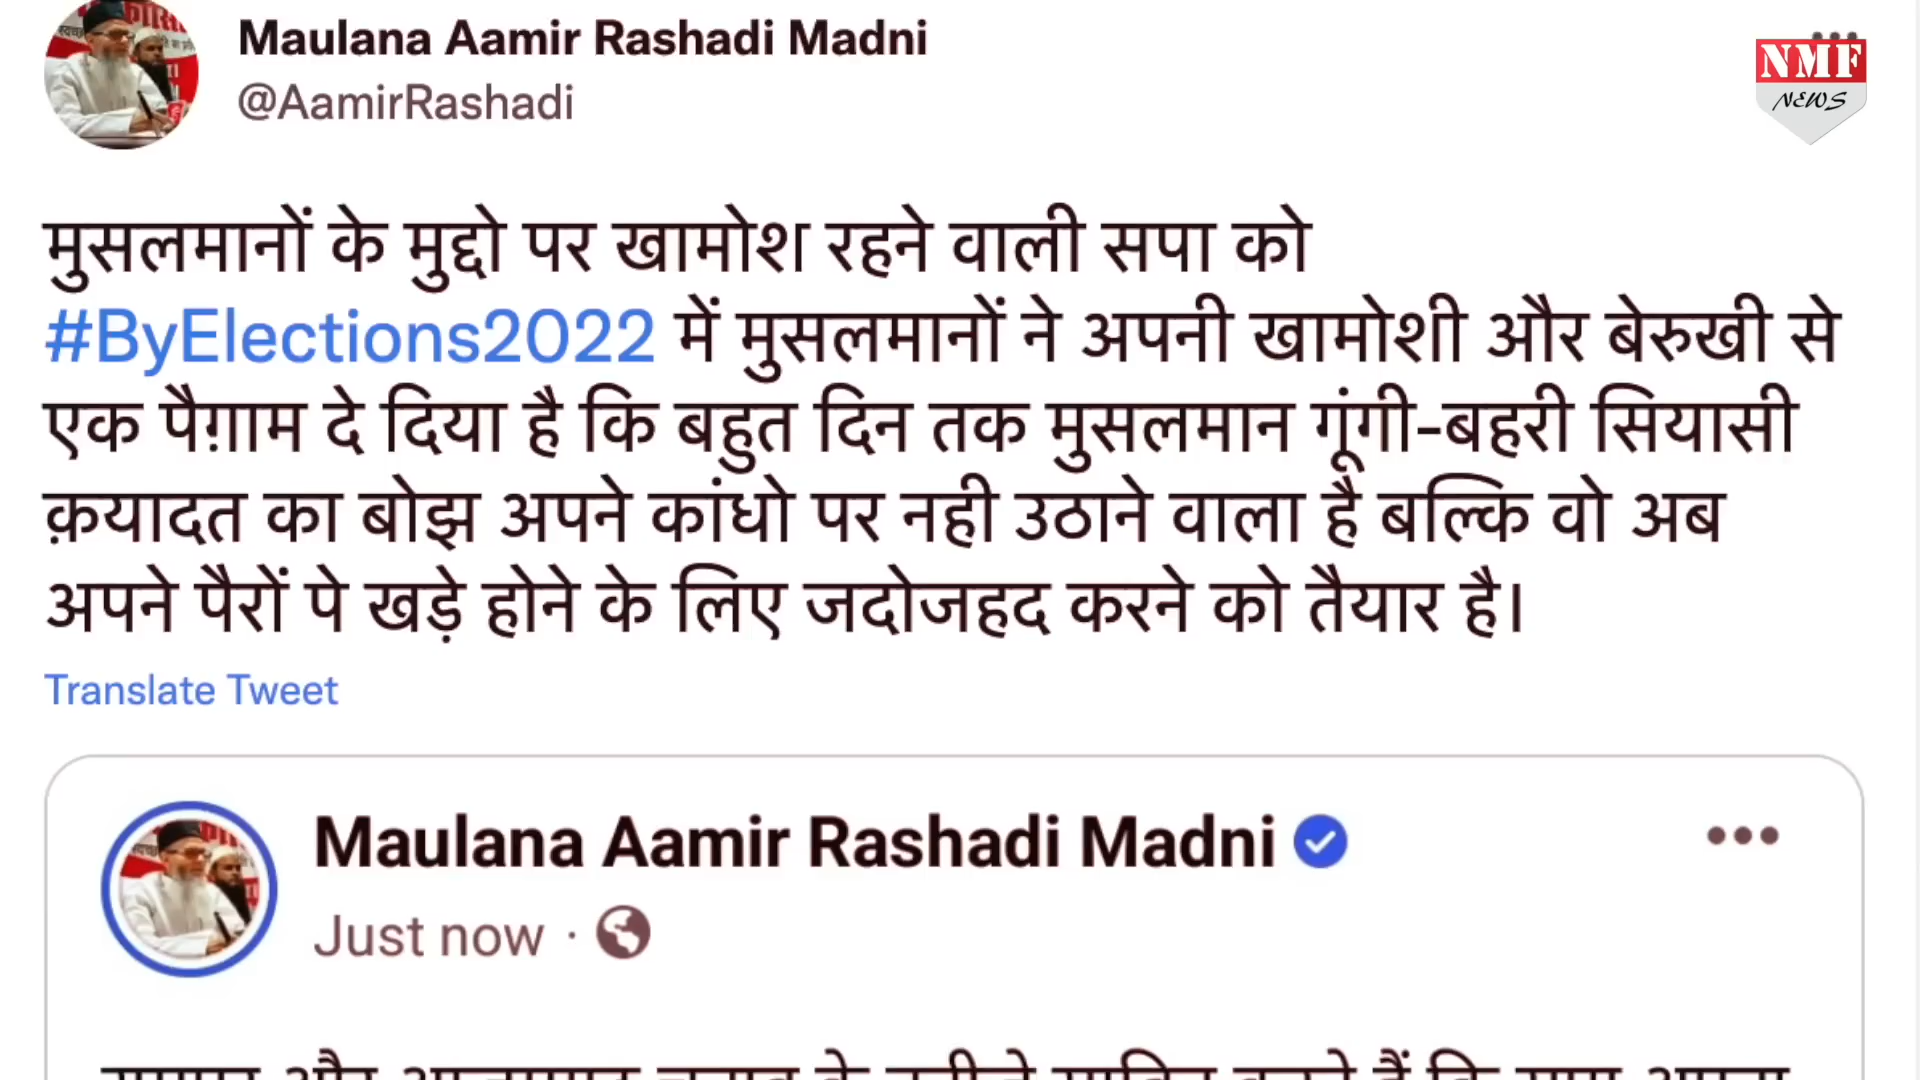 Maulana Aamir Rashadi Madni
@AamirRashadi
NMF
NEWS
मुसलमानों के मुद्दो पर खामोश रहने वाली सपा को
#ByElections2022 में मुसलमानों ने अपनी खामोशी और बेरुखी से
एक पैग़ाम दे दिया है कि बहुत दिन तक मुसलमान गूंगी-बहरी सियासी
क़यादत का बोझ अपने कांधो पर नही उठाने वाला है बल्कि वो अब
अपने पैरों पे खड़े होने के लिए जदोजहद करने को तैयार है।
Translate Tweet
Maulana Aamir Rashadi Madni
Just now ·